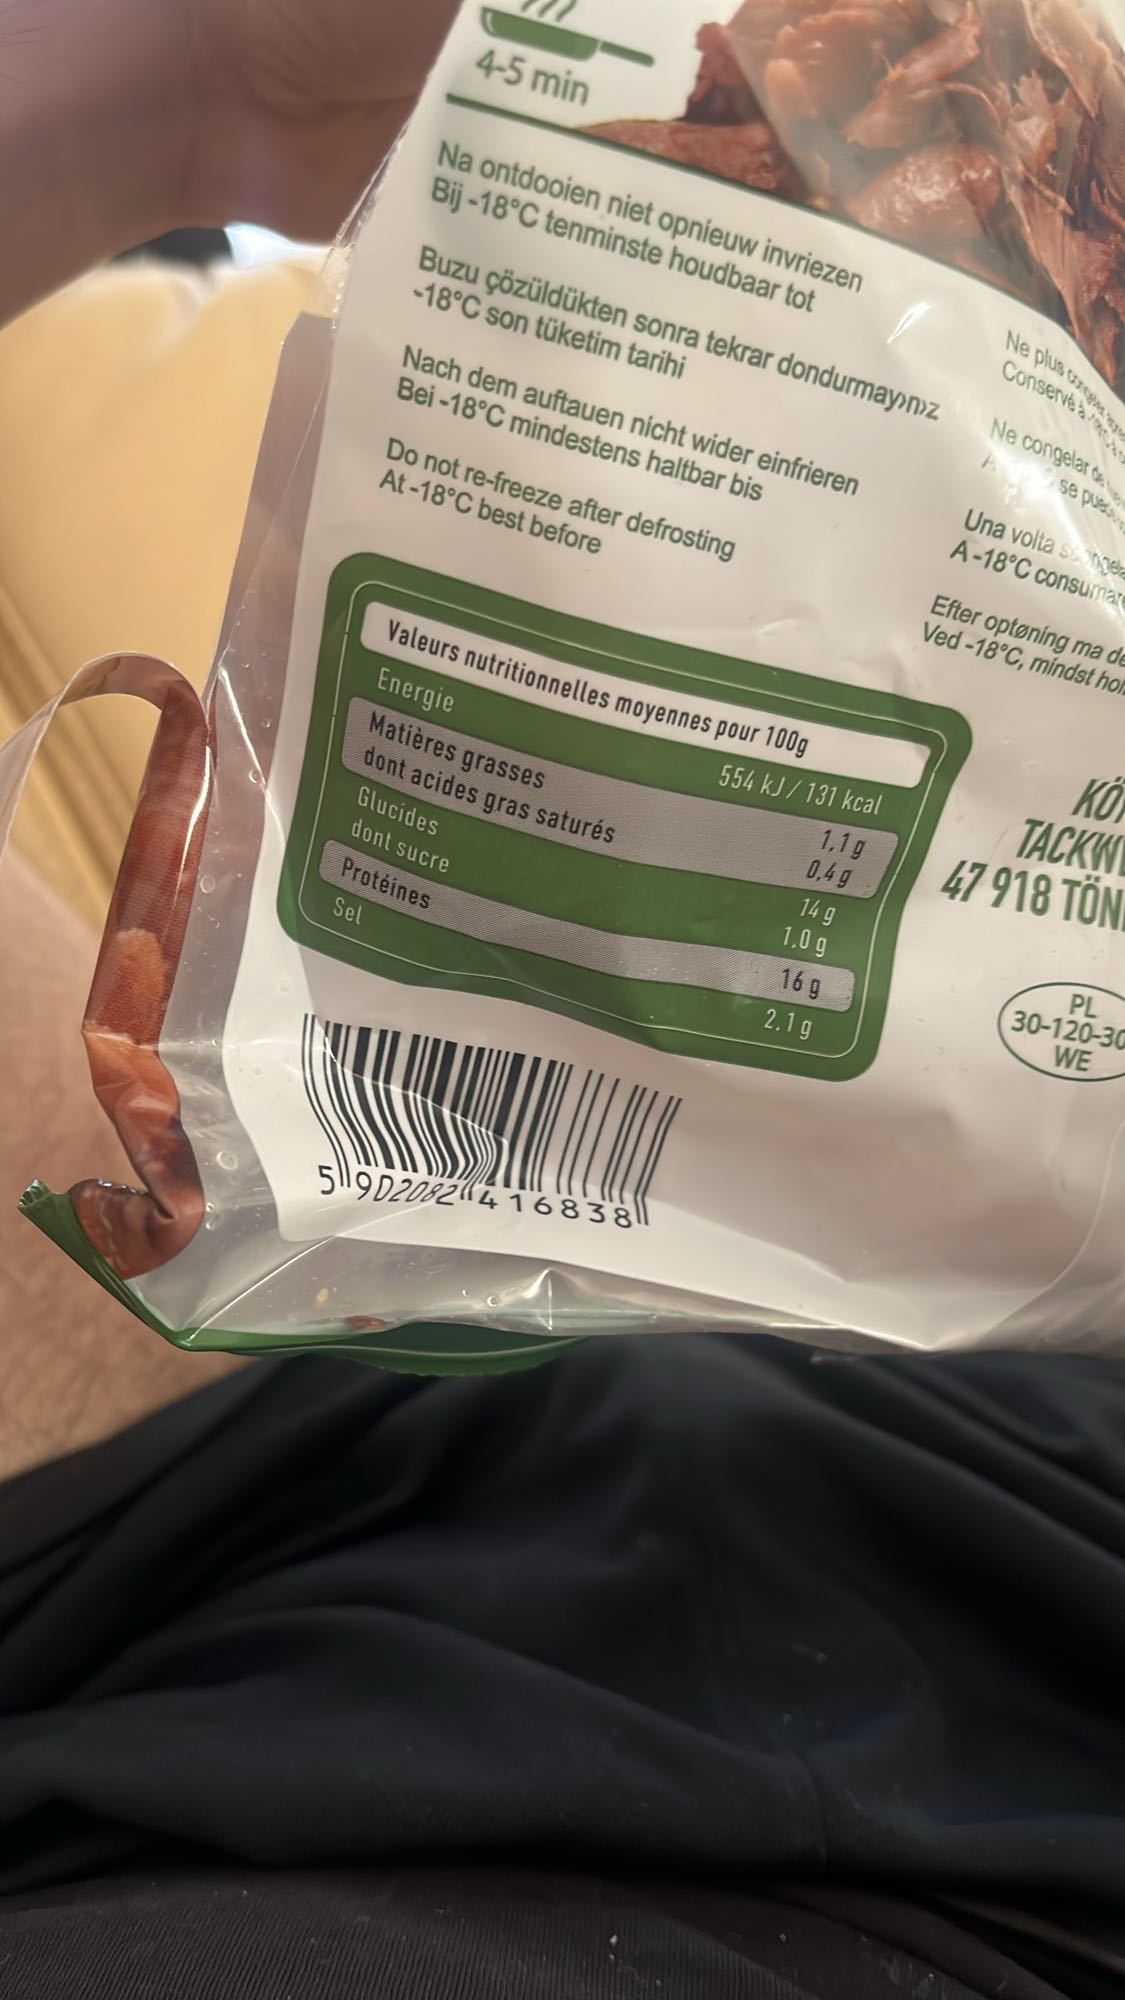 4-5 min
Na ontdooien niet opnieuw invriezen
Bij -18°C tenminste houdbaar tot
Buzu çözüldükten sonra tekrar dondurmay›n›z
-18°C son tüketim tarihi
Nach dem auftauen nicht wider einfrieren
Bei -18°C mindestens haltbar bis
Do not re-freeze after defrosting
At -18°C best before
Ne plus congeler
Conservé à
Ne congelar de
se puede
Una volta
A -18°C consumare
Efter optøning ma de
Ved -18°C, mindst hol
Valeurs nutritionnelles moyennes pour 100g
Energie 554 kJ / 131 kcal
Matières grasses 1,1 g
dont acides gras saturés 0,4 g
Glucides 14 g
dont sucre 1.0 g
Protéines 16 g
Sel 2.1 g
TACKW
47 918 TÖN
PL
30-120-30
WE
5 902082 416838